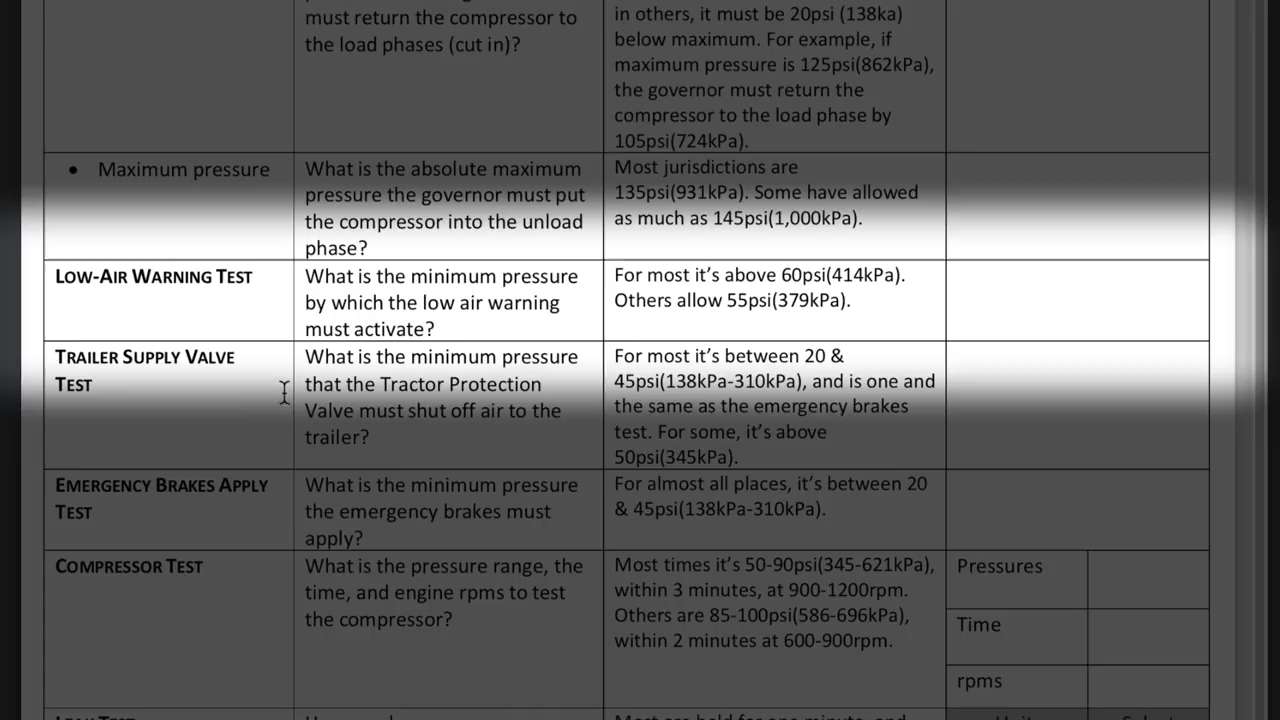 must return the compressor to
the load phases (cut in)?
in others, it must be 20psi (138ka)
below maximum. For example, if
maximum pressure is 125psi(862kPa),
the governor must return the
compressor to the load phase by
105psi(724kPa).
• Maximum pressure
What is the absolute maximum
pressure the governor must put
the compressor into the unload
phase?
Most jurisdictions are
135psi(931kPa). Some have allowed
as much as 145psi(1,000kPa).
LOW-AIR WARNING TEST
What is the minimum pressure
by which the low air warning
must activate?
For most it's above 60psi(414kPa).
Others allow 55psi(379kPa).
TRAILER SUPPLY VALVE
TEST
What is the minimum pressure
that the Tractor Protection
Valve must shut off air to the
trailer?
For most it's between 20 &
45psi(138kPa-310kPa), and is one and
the same as the emergency brakes
test. For some, it's above
50psi(345kPa).
EMERGENCY BRAKES APPLY
TEST
What is the minimum pressure
the emergency brakes must
apply?
For almost all places, it's between 20
& 45psi(138kPa-310kPa).
COMPRESSOR TEST
What is the pressure range, the
time, and engine rpms to test
the compressor?
Most times it's 50-90psi(345-621kPa),
within 3 minutes, at 900-1200rpm.
Others are 85-100psi(586-696kPa),
within 2 minutes at 600-900rpm.
Pressures
Time
rpms